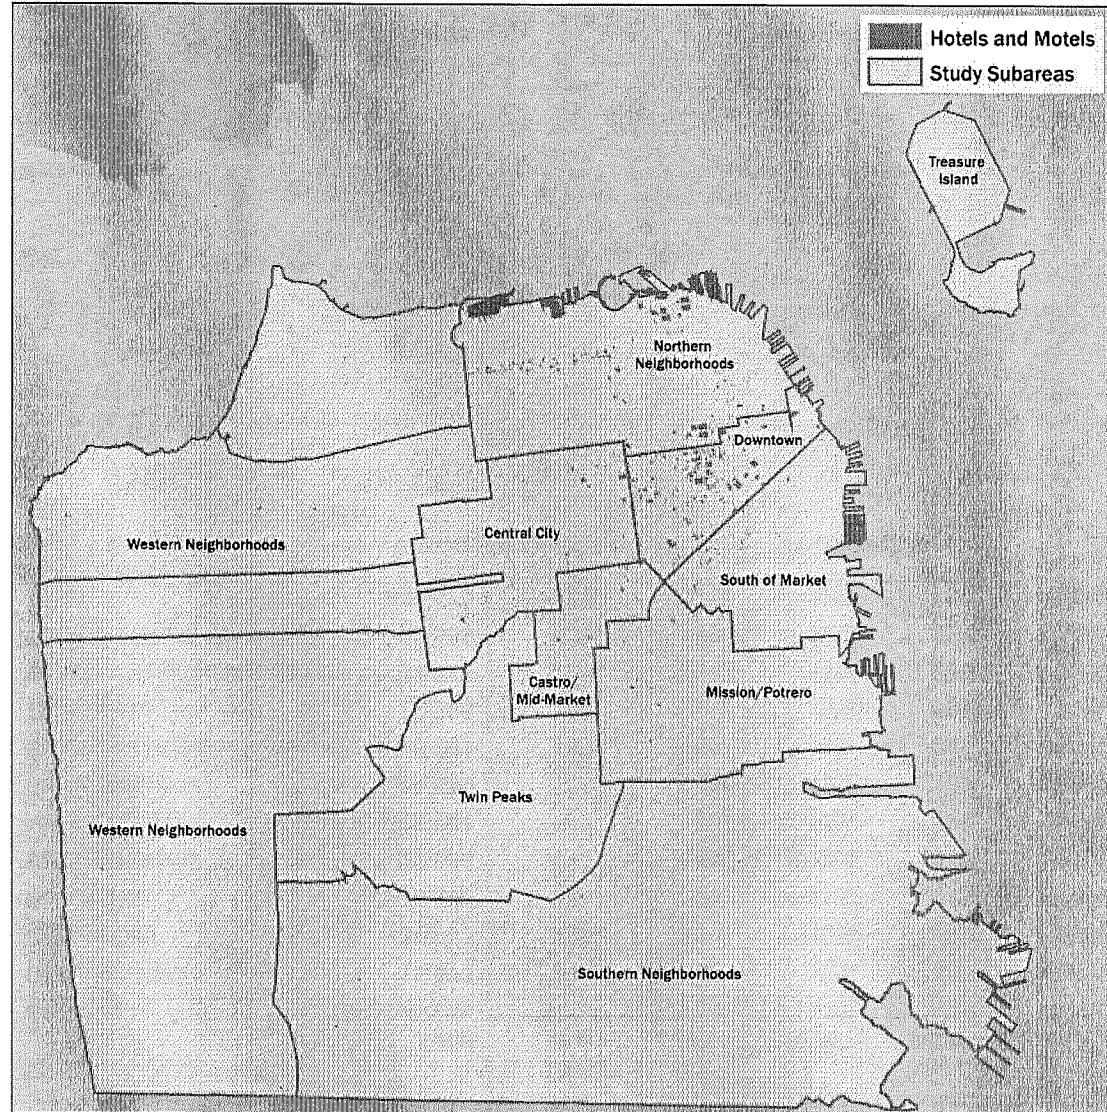 Hotels and Motels
Study Subareas
Treasure
Island
Northern
Neighborhoods
Downtown
Central City
Western Neighborhoods
South of Market
Castro/
Mid-Market
Mission/Potrero
Twin Peaks
Western Neighborhoods
Southern Neighborhoods